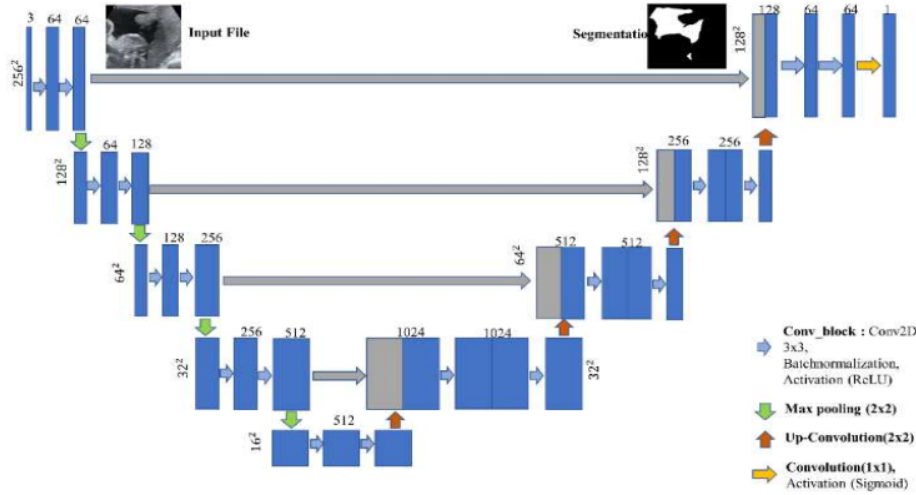 3
64
64
Input File
Segmentatio
128
64
64
1
256²
128²
64
128
128²
256
256
128²
128
256
64²
512
512
64²
256
512
32²
1024
1024
32²
512
16²
Conv_block : Conv2D
3x3,
Batchnormalization,
Activation (ReLU)
Max pooling (2x2)
Up-Convolution(2x2)
Convolution(1x1),
Activation (Sigmoid)